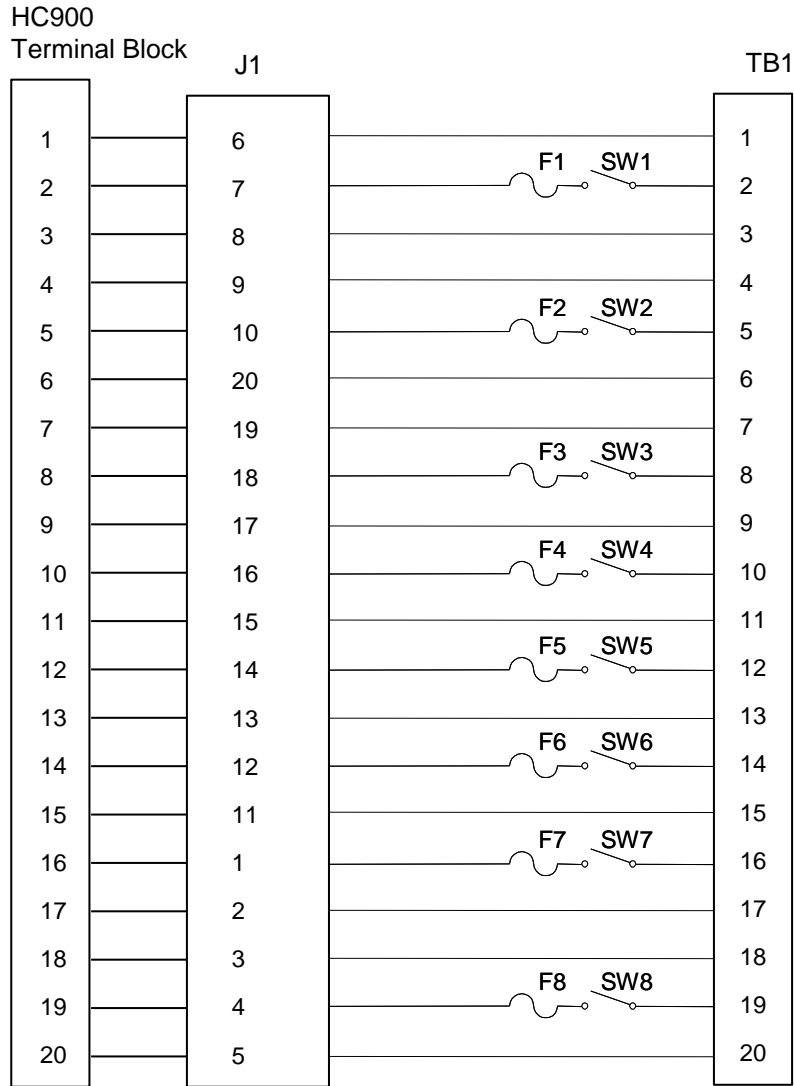 HC900
Terminal Block
J1
TB1
1 6 1
F1 SW1
2 7 2
3 8 3
4 9 4
F2 SW2
5 10 5
6 20 6
7 19 7
F3 SW3
8 18 8
9 17 9
F4 SW4
10 16 10
11 15 11
F5 SW5
12 14 12
13 13 13
F6 SW6
14 12 14
15 11 15
F7 SW7
16 1 16
17 2 17
18 3 18
F8 SW8
19 4 19
20 5 20